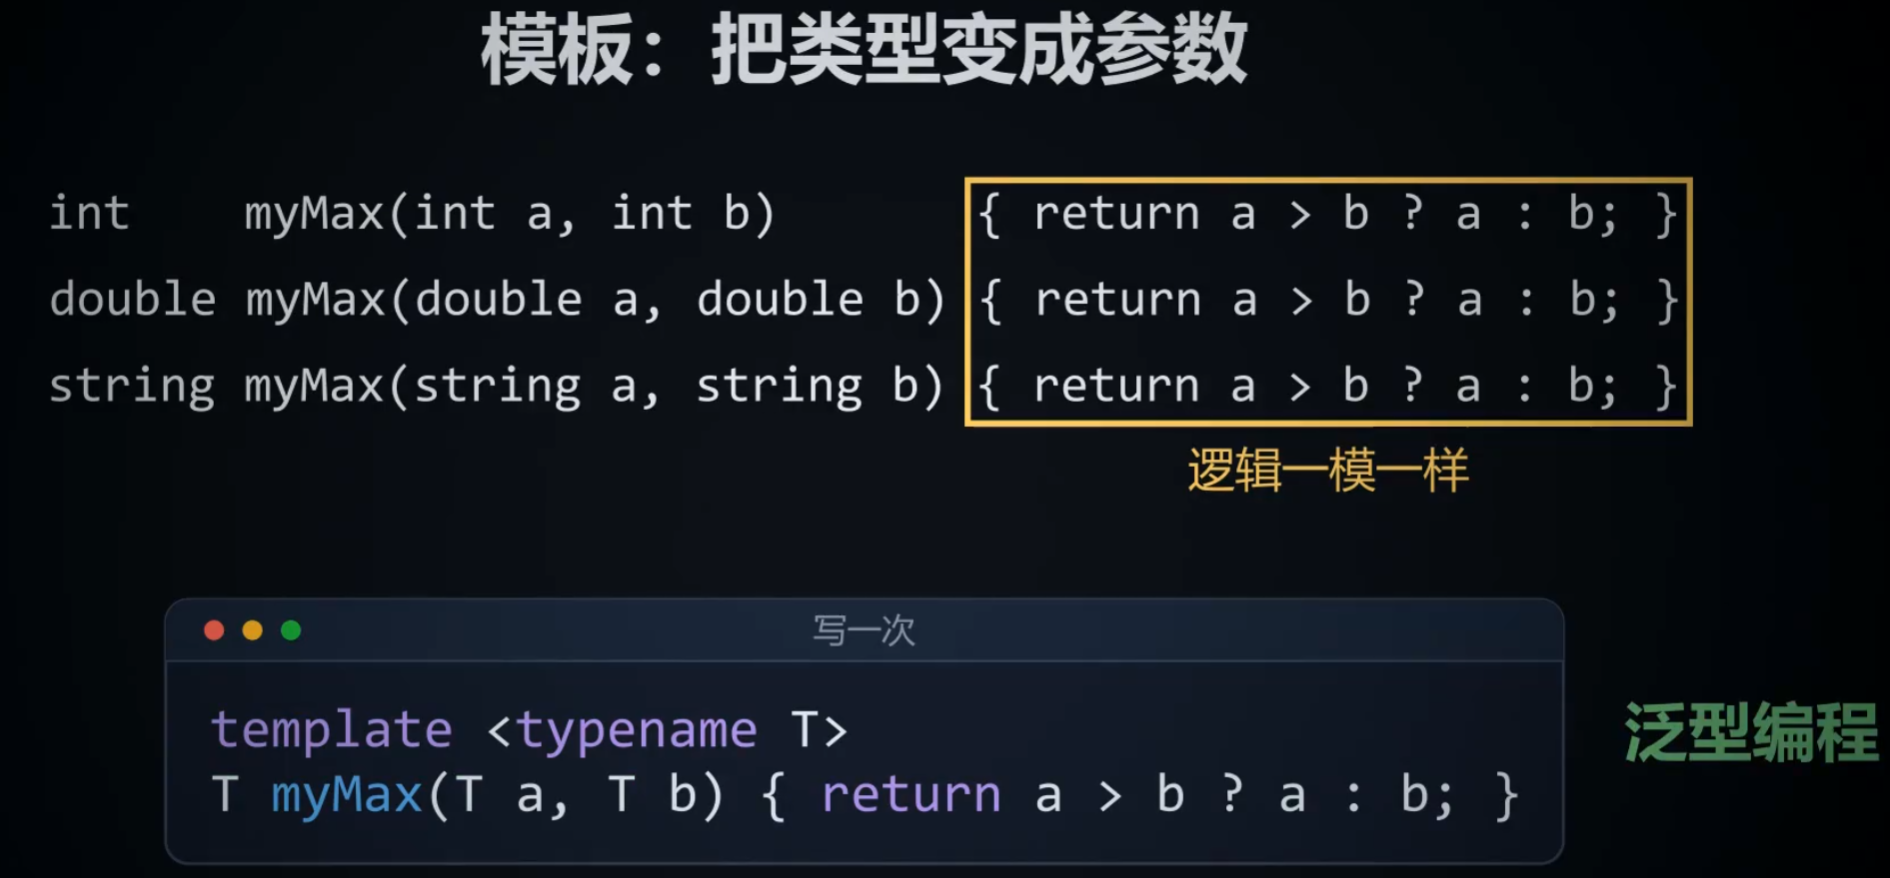 模板：把类型变成参数
int    myMax(int a, int b)       { return a > b ? a : b; }
double myMax(double a, double b) { return a > b ? a : b; }
string myMax(string a, string b) { return a > b ? a : b; }
逻辑一模一样
写一次
template <typename T>
T myMax(T a, T b) { return a > b ? a : b; }
泛型编程